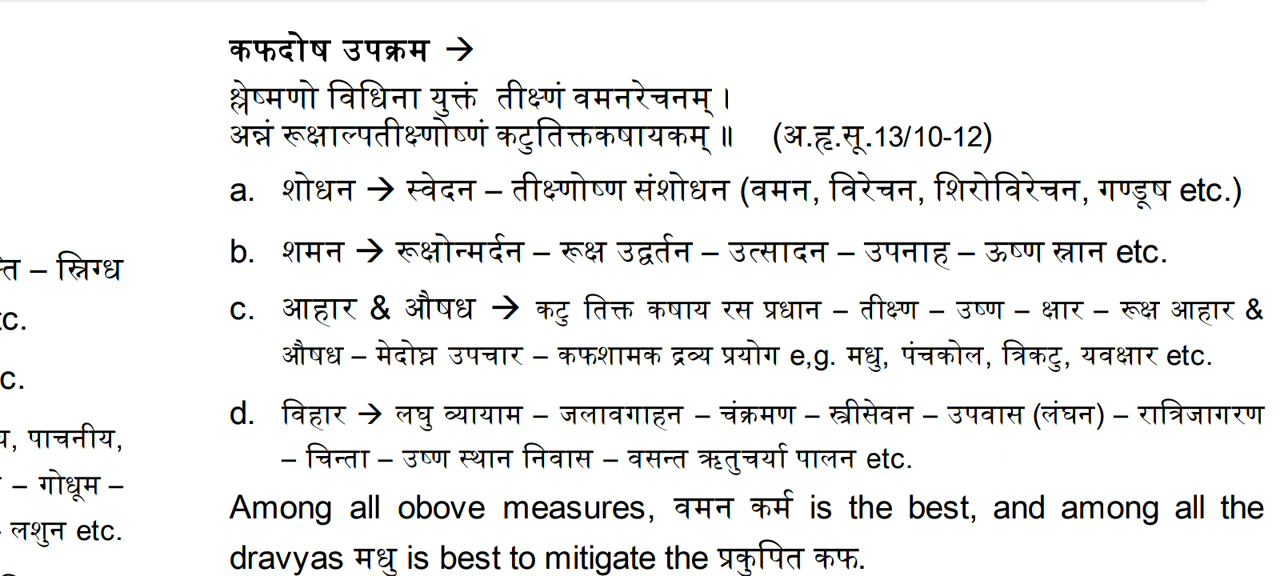 कफदोष उपक्रम →
श्लेष्मणो विधिना युक्तं तीक्ष्णं वमनरेचनम् ।
अन्नं रूक्षाल्पतीक्ष्णोष्णं कटुतिक्तकषायकम् ॥ (अ.हृ.सू.13/10-12)
a. शोधन → स्वेदन – तीक्ष्णोष्ण संशोधन (वमन, विरेचन, शिरोविरेचन, गण्डूष etc.)
b. शमन → रूक्षोन्मर्दन – रूक्ष उद्वर्तन – उत्सादन – उपनाह – ऊष्ण स्नान etc.
c. आहार & औषध → कटु तिक्त कषाय रस प्रधान – तीक्ष्ण – उष्ण – क्षार – रूक्ष आहार &
औषध – मेदोघ्न उपचार – कफशामक द्रव्य प्रयोग e,g. मधु, पंचकोल, त्रिकटु, यवक्षार etc.
d. विहार → लघु व्यायाम – जलावगाहन – चंक्रमण – स्त्रीसेवन – उपवास (लंघन) – रात्रिजागरण
– चिन्ता – उष्ण स्थान निवास – वसन्त ऋतुचर्या पालन etc.
Among all obove measures, वमन कर्म is the best, and among all the
dravyas मधु is best to mitigate the प्रकुपित कफ.
– स्निग्ध
c.
c.
, पाचनीय,
– गोधूम –
लशुन etc.